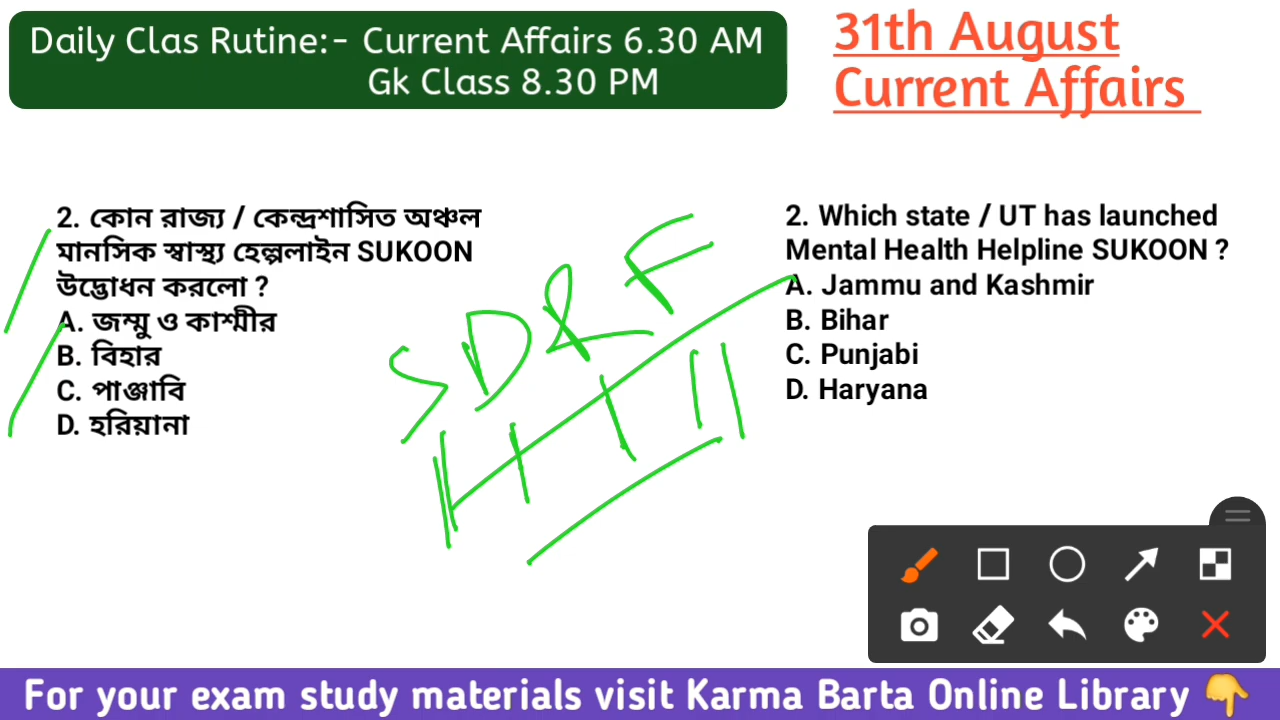 Daily Clas Rutine:- Current Affairs 6.30 AM
Gk Class 8.30 PM
31th August
Current Affairs
2. কোন রাজ্য / কেন্দ্রশাসিত অঞ্চল
মানসিক স্বাস্থ্য হেল্পলাইন SUKOON
উদ্ভোধন করলো ?
A. জম্মু ও কাশ্মীর
B. বিহার
C. পাঞ্জাবি
D. হরিয়ানা
SD&F
2. Which state / UT has launched
Mental Health Helpline SUKOON ?
A. Jammu and Kashmir
B. Bihar
C. Punjabi
D. Haryana
For your exam study materials visit Karma Barta Online Library 👇